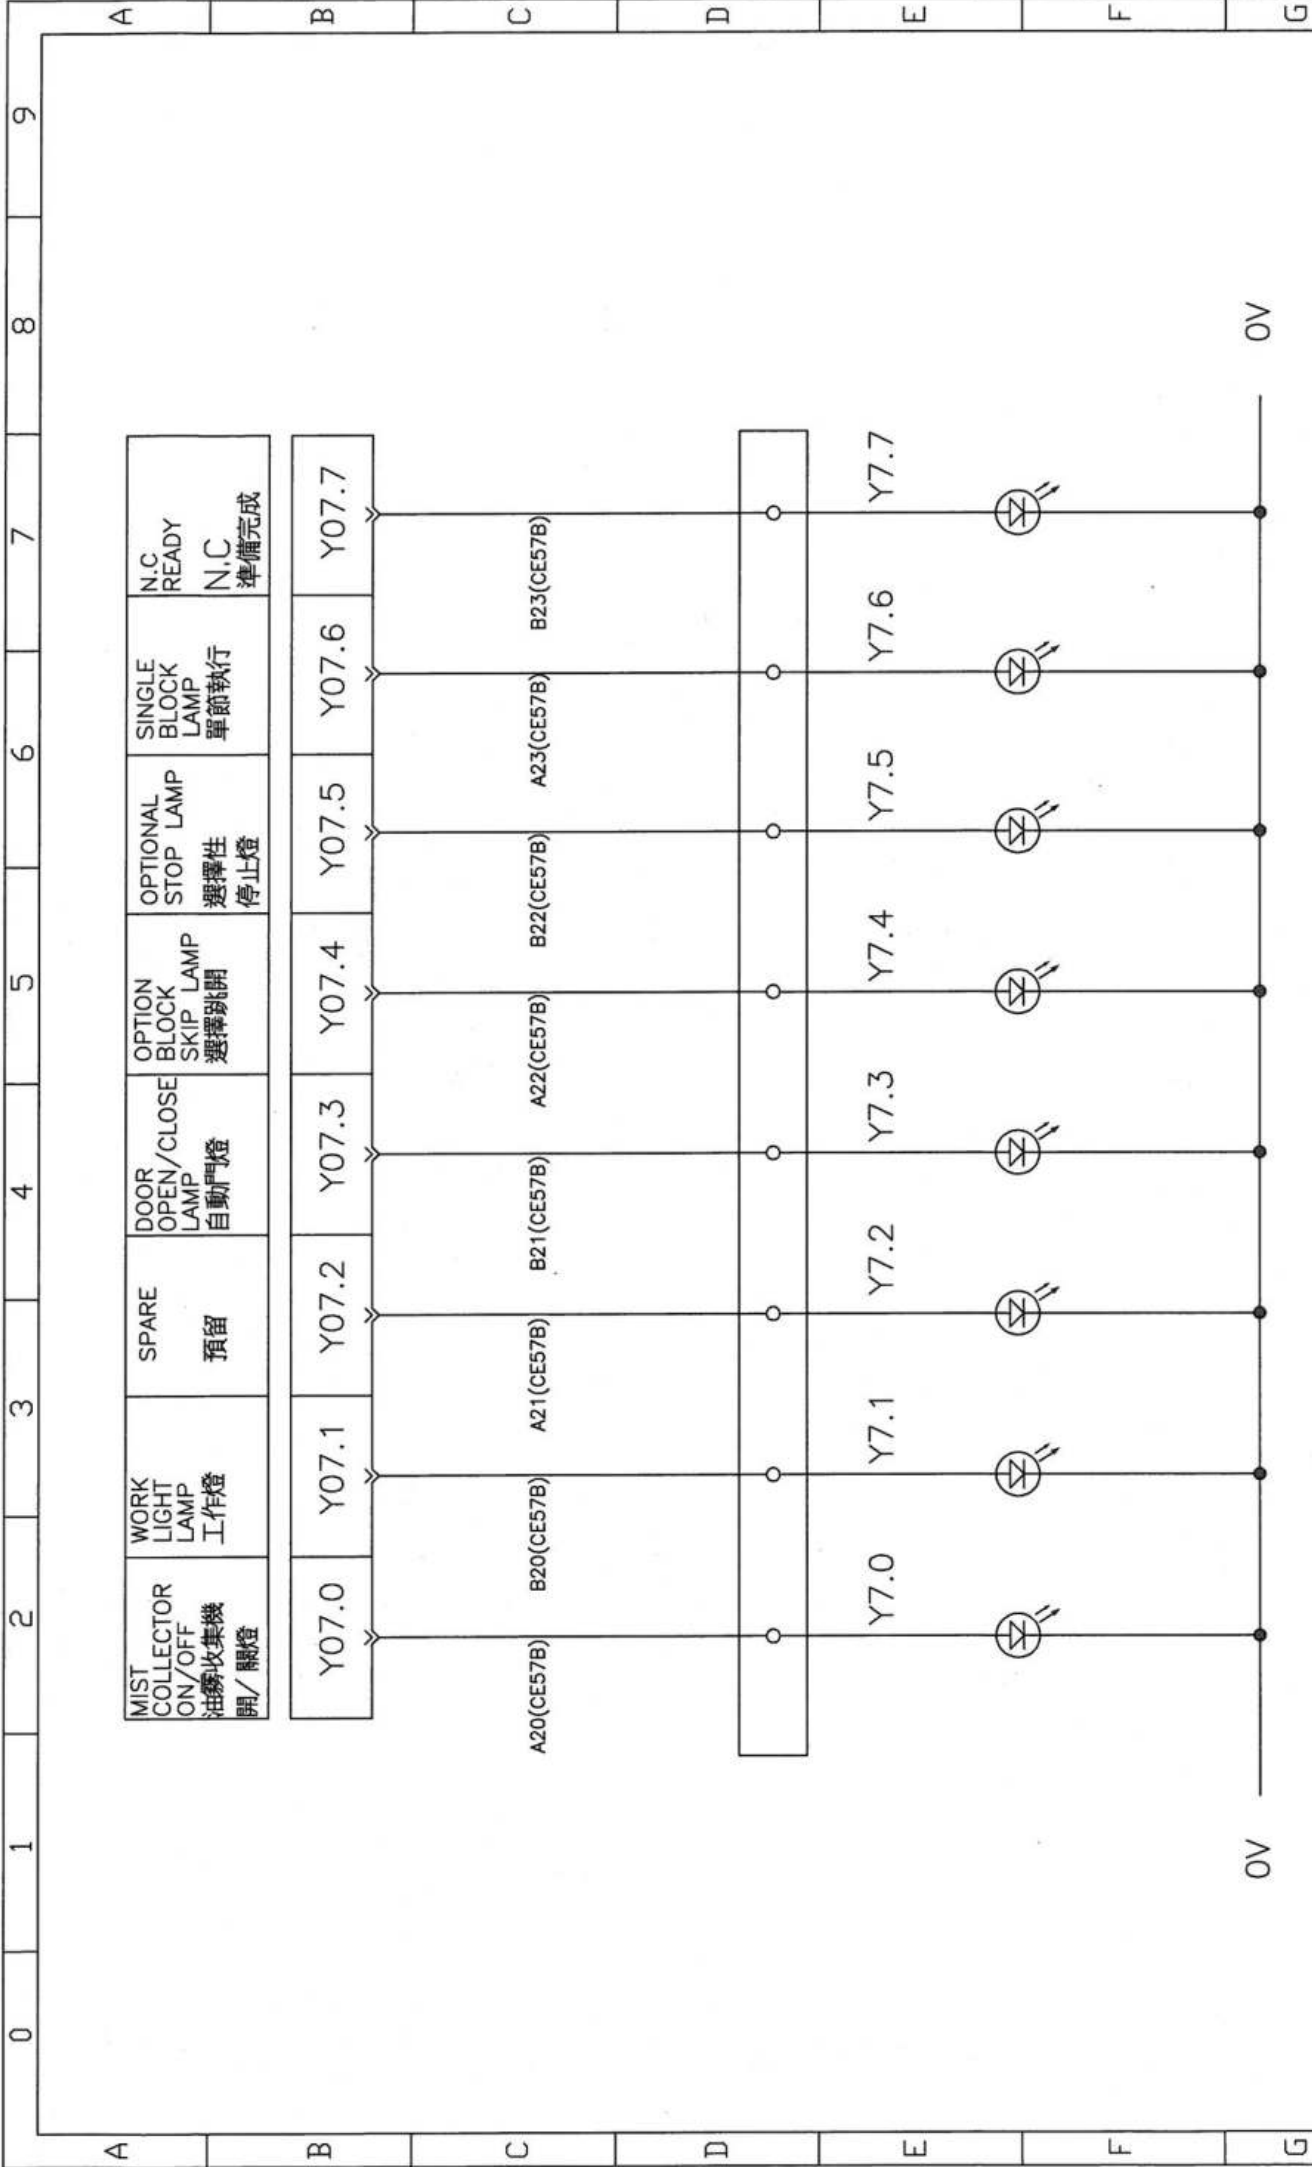 0 1 2 3 4 5 6 7 8 9
A A
MIST
COLLECTOR
ON/OFF
油霧收集機
開/關燈
WORK
LIGHT
LAMP
工作燈
SPARE
預留
DOOR
OPEN/CLOSE
LAMP
自動門燈
OPTION
BLOCK
SKIP LAMP
選擇跳開
OPTIONAL
STOP LAMP
選擇性
停止燈
SINGLE
BLOCK
LAMP
單節執行
N.C
READY
N.C
準備完成
B B
Y07.0 Y07.1 Y07.2 Y07.3 Y07.4 Y07.5 Y07.6 Y07.7
C C
A20(CE57B) B20(CE57B) A21(CE57B) B21(CE57B) A22(CE57B) B22(CE57B) A23(CE57B) B23(CE57B)
D D
E E
Y7.0 Y7.1 Y7.2 Y7.3 Y7.4 Y7.5 Y7.6 Y7.7
F F
0V 0V
G G